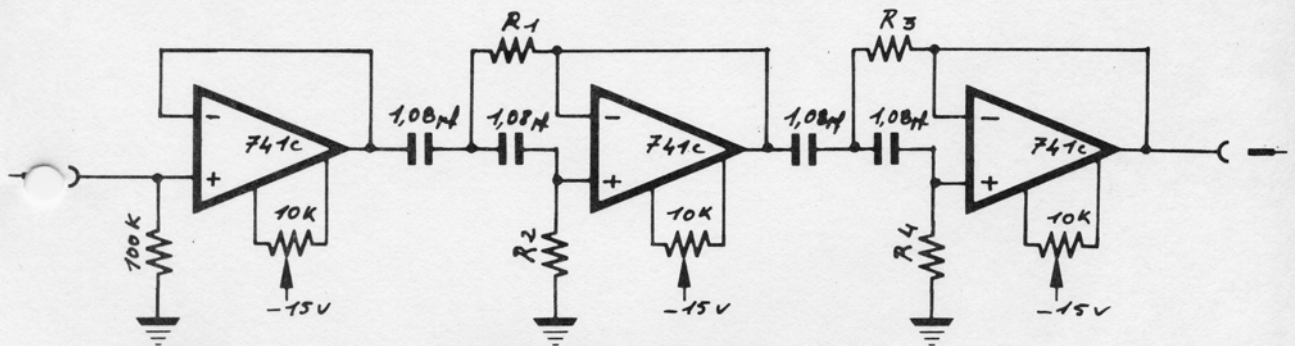 R1
R3
1,08µf
1,08µf
1,08µf
1,08µf
-
741c
+
-
741c
+
-
741c
+
100K
10K
R2
10K
R4
10K
-15v
-15v
-15v